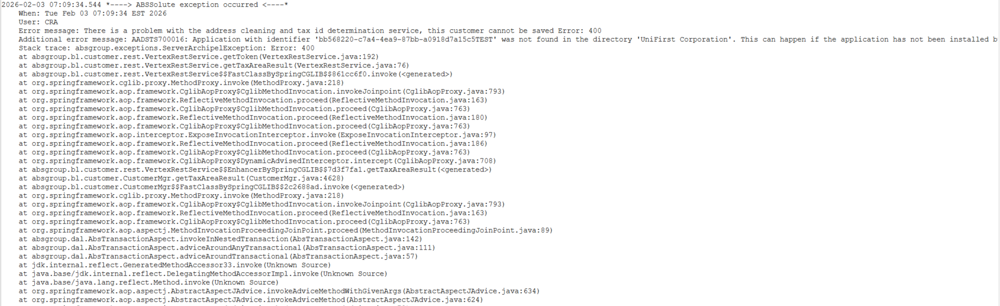 2026-02-03 07:09:34.544 *----> ABSSolute exception occurred <----*
When: Tue Feb 03 07:09:34 EST 2026
User: CRA
Error message: There is a problem with the address cleaning and tax id determination service, this customer cannot be saved Error: 400
Additional error message: AADSTS700016: Application with identifier 'bb568220-c7a4-4ea9-87bb-a0918d7a15c5TEST' was not found in the directory 'UniFirst Corporation'. This can happen if the application has not been installed b
Stack trace: absgroup.exceptions.ServerArchipelException: Error: 400
at absgroup.bl.customer.rest.VertexRestService.getToken(VertexRestService.java:192)
at absgroup.bl.customer.rest.VertexRestService.getTaxAreaResult(VertexRestService.java:76)
at absgroup.bl.customer.rest.VertexRestService$$FastClassBySpringCGLIB$$861cc6f0.invoke(<generated>)
at org.springframework.cglib.proxy.MethodProxy.invoke(MethodProxy.java:218)
at org.springframework.aop.framework.CglibAopProxy$CglibMethodInvocation.invokeJoinpoint(CglibAopProxy.java:793)
at org.springframework.aop.framework.ReflectiveMethodInvocation.proceed(ReflectiveMethodInvocation.java:163)
at org.springframework.aop.framework.CglibAopProxy$CglibMethodInvocation.proceed(CglibAopProxy.java:763)
at org.springframework.aop.framework.ReflectiveMethodInvocation.proceed(ReflectiveMethodInvocation.java:180)
at org.springframework.aop.framework.CglibAopProxy$CglibMethodInvocation.proceed(CglibAopProxy.java:763)
at org.springframework.aop.interceptor.ExposeInvocationInterceptor.invoke(ExposeInvocationInterceptor.java:97)
at org.springframework.aop.framework.ReflectiveMethodInvocation.proceed(ReflectiveMethodInvocation.java:186)
at org.springframework.aop.framework.CglibAopProxy$CglibMethodInvocation.proceed(CglibAopProxy.java:763)
at org.springframework.aop.framework.CglibAopProxy$DynamicAdvisedInterceptor.intercept(CglibAopProxy.java:708)
at absgroup.bl.customer.rest.VertexRestService$$EnhancerBySpringCGLIB$$7d3f7fa1.getTaxAreaResult(<generated>)
at absgroup.bl.customer.CustomerMgr.getTaxAreaResult(CustomerMgr.java:4628)
at absgroup.bl.customer.CustomerMgr$$FastClassBySpringCGLIB$$2c2688ad.invoke(<generated>)
at org.springframework.cglib.proxy.MethodProxy.invoke(MethodProxy.java:218)
at org.springframework.aop.framework.CglibAopProxy$CglibMethodInvocation.invokeJoinpoint(CglibAopProxy.java:793)
at org.springframework.aop.framework.ReflectiveMethodInvocation.proceed(ReflectiveMethodInvocation.java:163)
at org.springframework.aop.framework.CglibAopProxy$CglibMethodInvocation.proceed(CglibAopProxy.java:763)
at org.springframework.aop.aspectj.MethodInvocationProceedingJoinPoint.proceed(MethodInvocationProceedingJoinPoint.java:89)
at absgroup.dal.AbsTransactionAspect.invokeInNestedTransaction(AbsTransactionAspect.java:142)
at absgroup.dal.AbsTransactionAspect.adviceAroundAnyTransactional(AbsTransactionAspect.java:111)
at absgroup.dal.AbsTransactionAspect.adviceAroundTransactional(AbsTransactionAspect.java:57)
at jdk.internal.reflect.GeneratedMethodAccessor33.invoke(Unknown Source)
at java.base/jdk.internal.reflect.DelegatingMethodAccessorImpl.invoke(Unknown Source)
at java.base/java.lang.reflect.Method.invoke(Unknown Source)
at org.springframework.aop.aspectj.AbstractAspectJAdvice.invokeAdviceMethodWithGivenArgs(AbstractAspectJAdvice.java:634)
at org.springframework.aop.aspectj.AbstractAspectJAdvice.invokeAdviceMethod(AbstractAspectJAdvice.java:624)